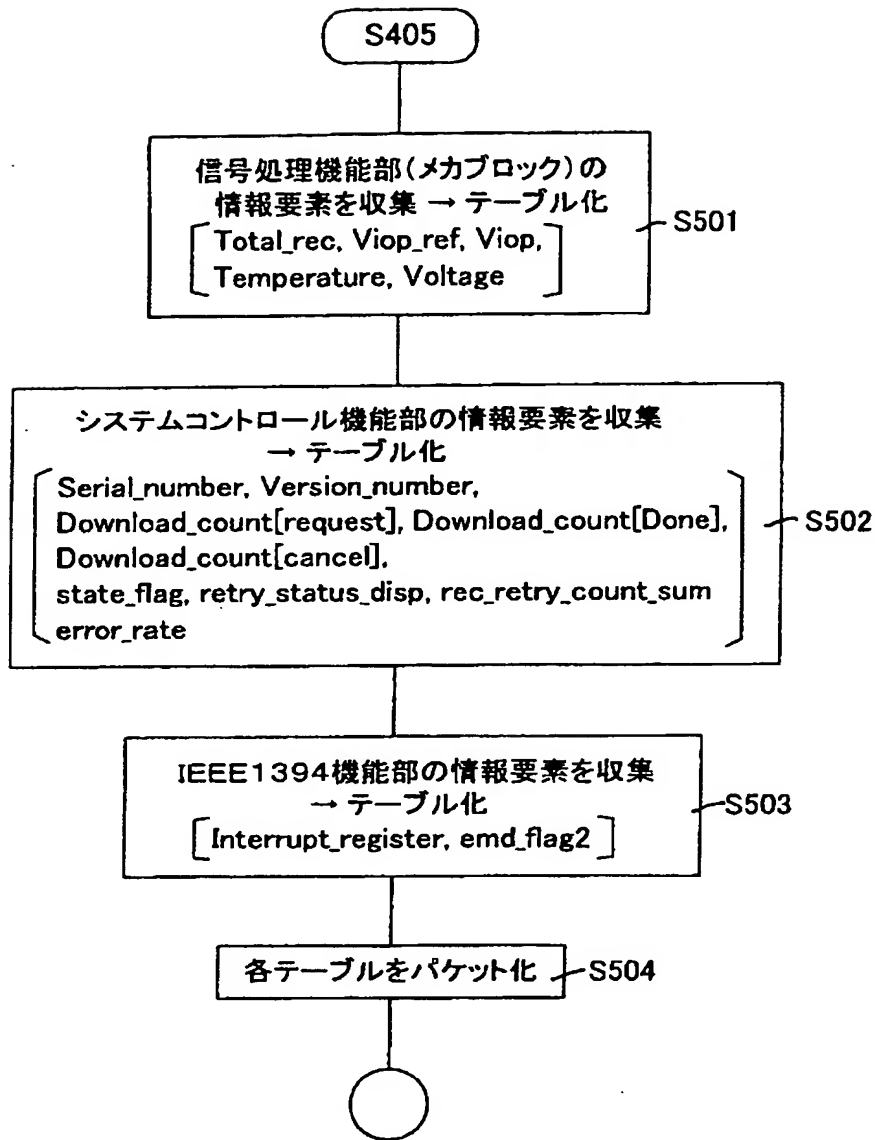 S405
信号処理機能部(メカブロック)の
情報要素を収集 → テーブル化
Total_rec, Viop_ref, Viop,
Temperature, Voltage
S501
システムコントロール機能部の情報要素を収集
→ テーブル化
Serial_number, Version_number,
Download_count[request], Download_count[Done],
Download_count[cancel],
state_flag, retry_status_disp, rec_retry_count_sum
error_rate
S502
IEEE1394機能部の情報要素を収集
→ テーブル化
[Interrupt_register, emd_flag2]
S503
各テーブルをパケット化
S504